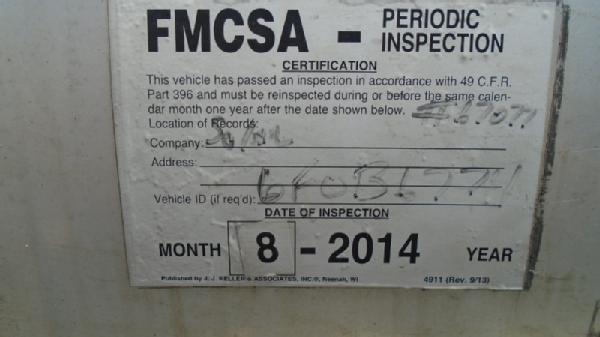 FMCSA - PERIODIC INSPECTION
CERTIFICATION
This vehicle has passed an inspection in accordance with 49 C.F.R.
Part 396 and must be reinspected during or before the same calen-
dar month one year after the date shown below.
Location of Records:
Company:
Address:
Vehicle ID (if req'd):
DATE OF INSPECTION
MONTH 8 - 2014 YEAR
Published by J. J. KELLER & ASSOCIATES, INC.®, Neenah, WI 4911 (Rev. 9/13)